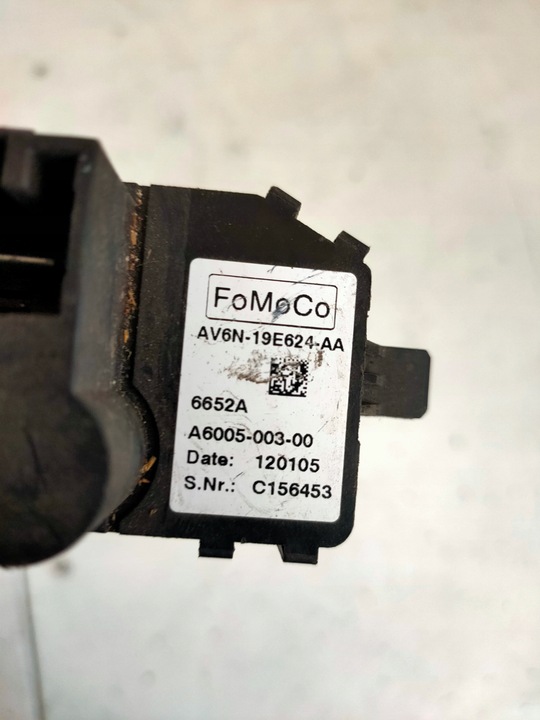 FoMoCo
AV6N-19E624-AA
6652A
A6005-003-00
Date: 120105
S.Nr.: C156453